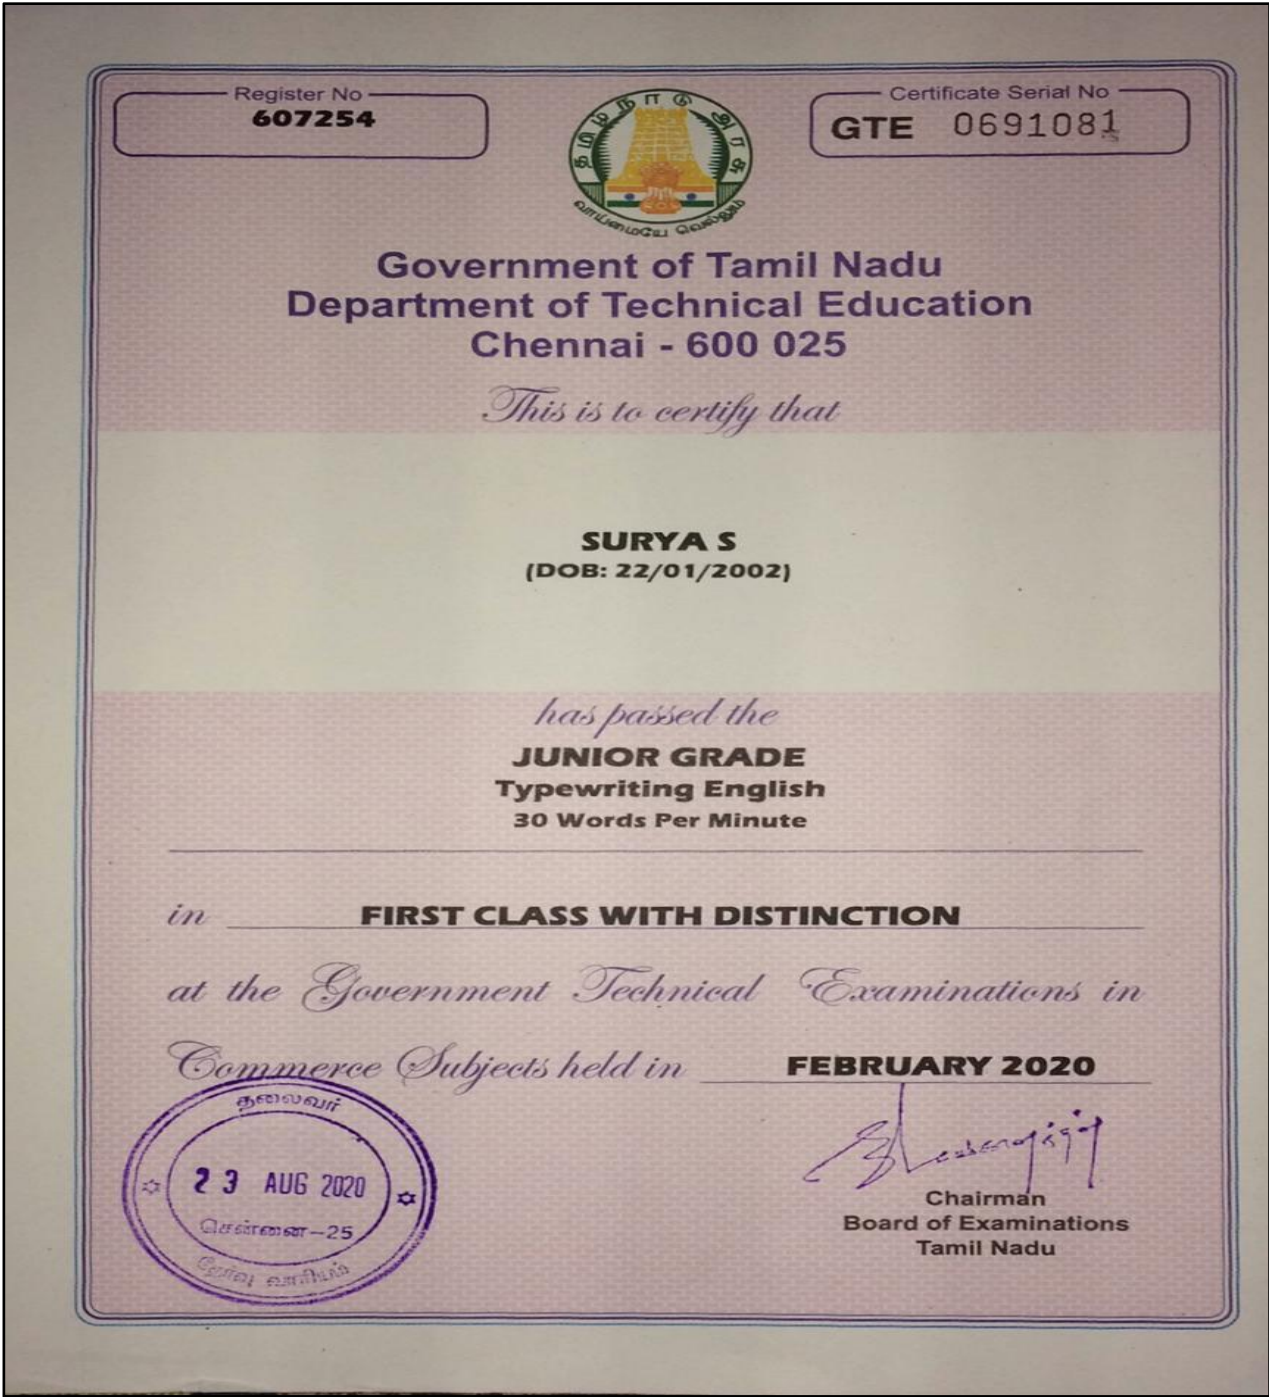 Register No
607254
Certificate Serial No
GTE 0691081
தமிழ்நாடு அரசு
வாய்மையே வெல்லும்
Government of Tamil Nadu
Department of Technical Education
Chennai - 600 025
This is to certify that
SURYA S
(DOB: 22/01/2002)
has passed the
JUNIOR GRADE
Typewriting English
30 Words Per Minute
in FIRST CLASS WITH DISTINCTION
at the Government Technical Examinations in
Commerce Subjects held in FEBRUARY 2020
தலைவர்
23 AUG 2020
சென்னை-25
தேர்வு வாரியம்
Chairman
Board of Examinations
Tamil Nadu